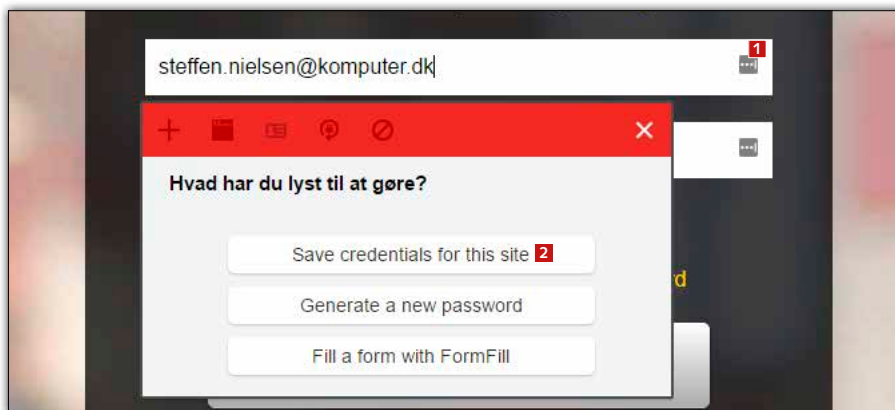 steffen.nielsen@komputer.dk
1
Hvad har du lyst til at gøre?
Save credentials for this site 2
Generate a new password
Fill a form with FormFill